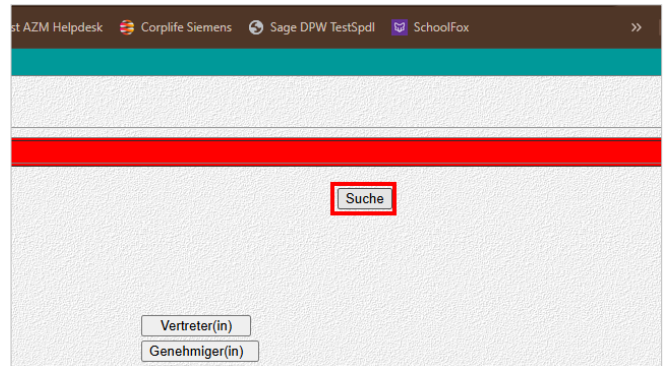 st AZM Helpdesk Corplife Siemens Sage DPW TestSpdl SchoolFox »
Suche
Vertreter(in)
Genehmiger(in)